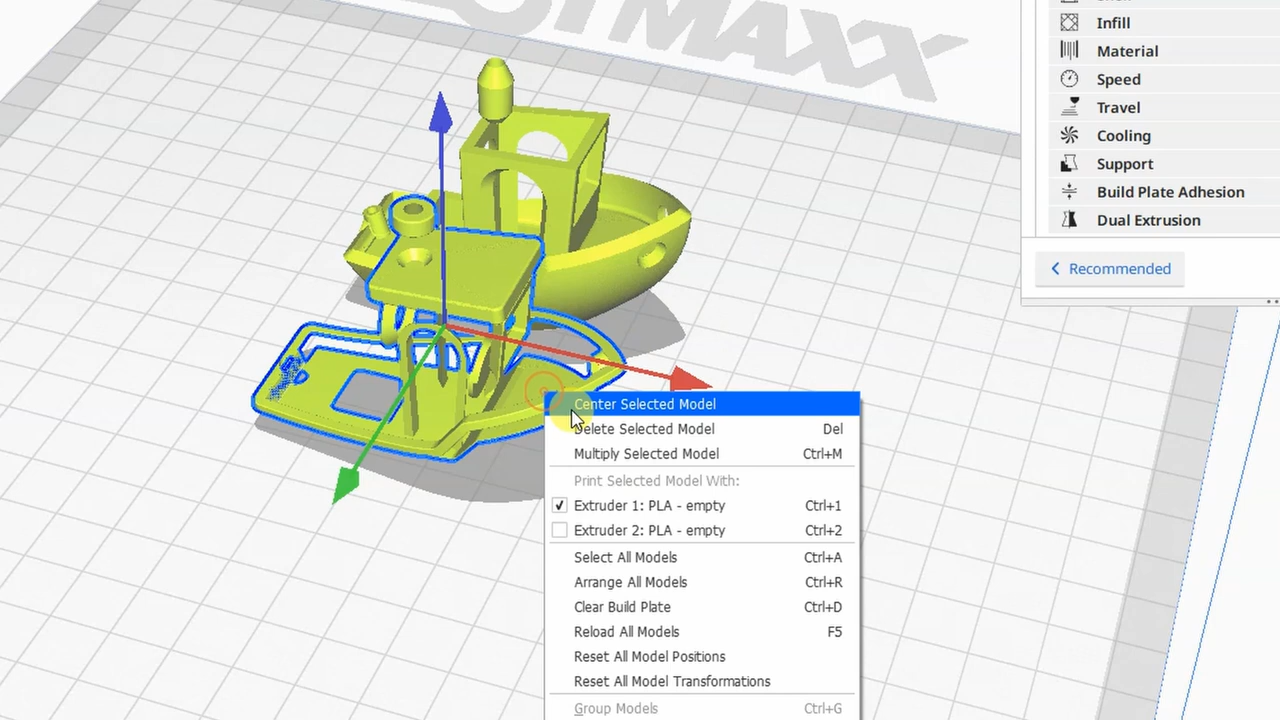 Infill
Material
Speed
Travel
Cooling
Support
Build Plate Adhesion
Dual Extrusion
Recommended
Center Selected Model
Delete Selected Model Del
Multiply Selected Model Ctrl+M
Print Selected Model With:
Extruder 1: PLA - empty Ctrl+1
Extruder 2: PLA - empty Ctrl+2
Select All Models Ctrl+A
Arrange All Models Ctrl+R
Clear Build Plate Ctrl+D
Reload All Models F5
Reset All Model Positions
Reset All Model Transformations
Group Models Ctrl+G